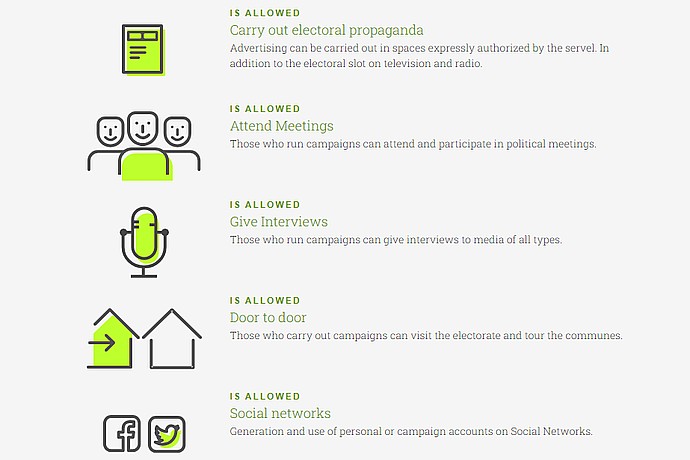 IS ALLOWED
Carry out electoral propaganda
Advertising can be carried out in spaces expressly authorized by the servel. In
addition to the electoral slot on television and radio.
IS ALLOWED
Attend Meetings
Those who run campaigns can attend and participate in political meetings.
IS ALLOWED
Give Interviews
Those who run campaigns can give interviews to media of all types.
IS ALLOWED
Door to door
Those who carry out campaigns can visit the electorate and tour the communes.
IS ALLOWED
Social networks
Generation and use of personal or campaign accounts on Social Networks.